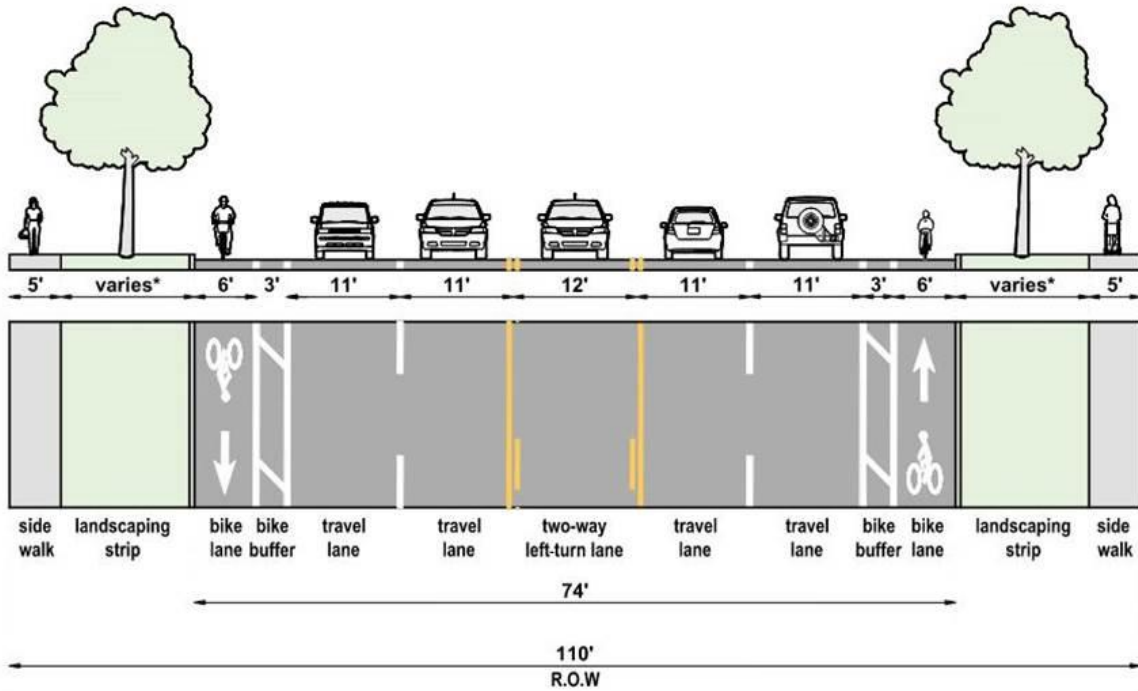 5' varies* 6' 3' 11' 11' 12' 11' 11' 3' 6' varies* 5'
side walk
landscaping strip
bike lane
bike buffer
travel lane
travel lane
two-way left-turn lane
travel lane
travel lane
bike buffer
bike lane
landscaping strip
side walk
74'
110'
R.O.W